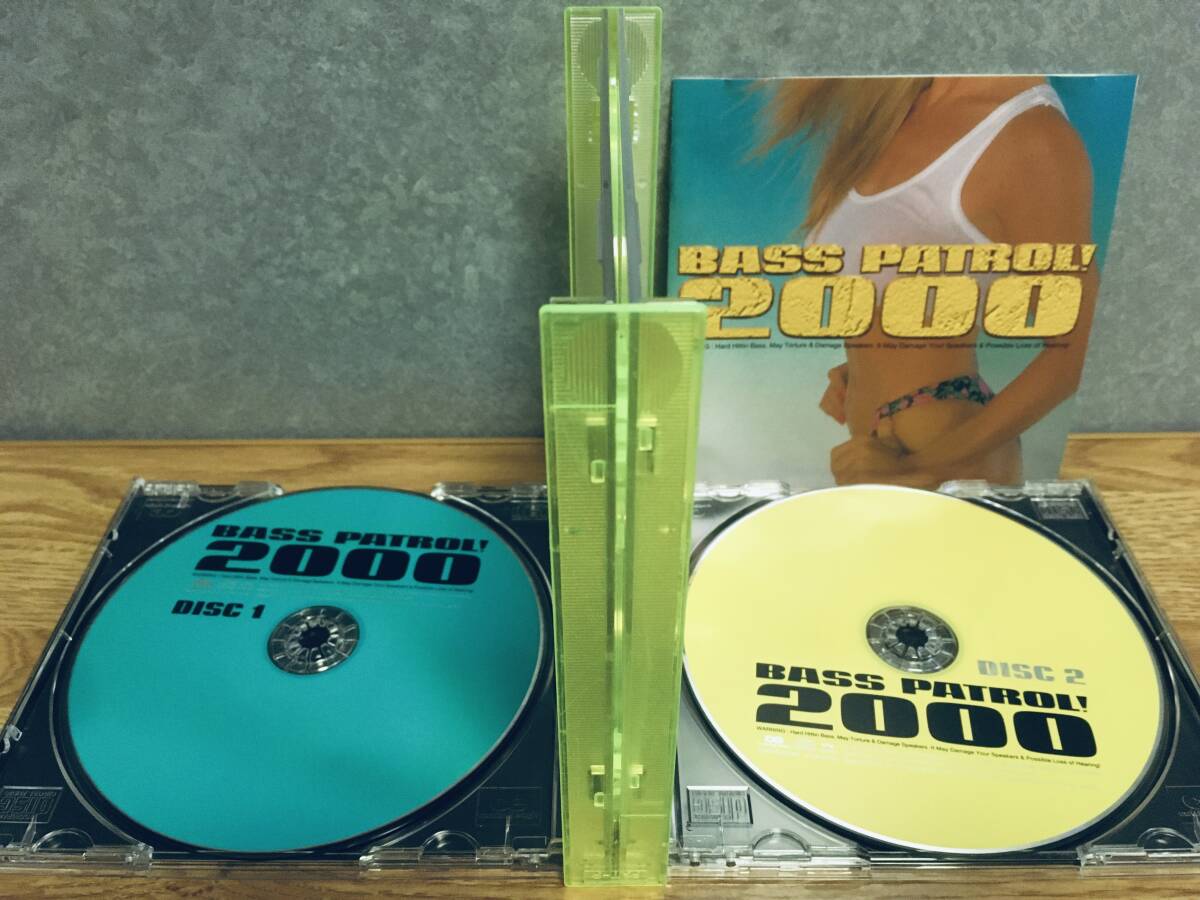 BASS PATROL!
2000
G : Hard Hittin Bass. May Torture & Damage Speakers. It May Damage Your Speakers & Possible Loss of Hearing!
BASS PATROL!
2000
DISC 1
DISC 2
BASS PATROL!
2000
WARNING : Hard Hittin Bass. May Torture & Damage Speakers. It May Damage Your Speakers & Possible Loss of Hearing!